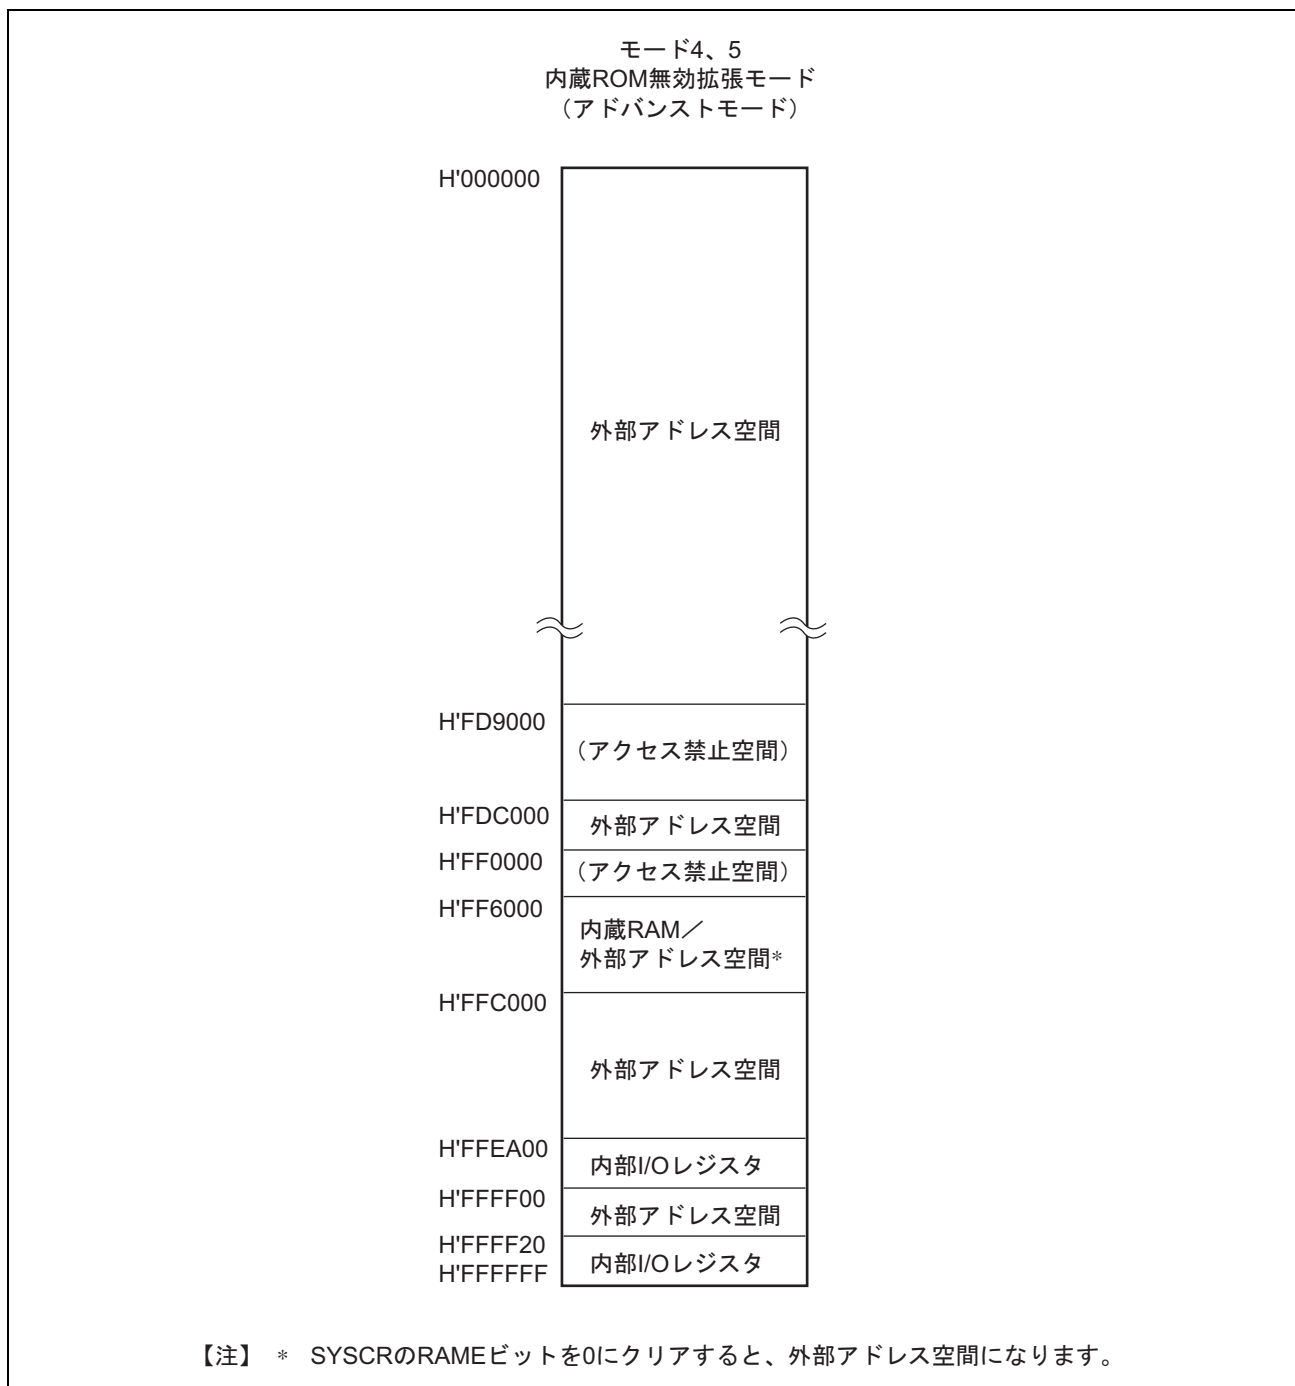 モード4、5
内蔵ROM無効拡張モード
（アドバンストモード）
H'000000
外部アドレス空間
H'FD9000
（アクセス禁止空間）
H'FDC000
外部アドレス空間
H'FF0000
（アクセス禁止空間）
H'FF6000
内蔵RAM／
外部アドレス空間*
H'FFC000
外部アドレス空間
H'FFEA00
内部I/Oレジスタ
H'FFFF00
外部アドレス空間
H'FFFF20
内部I/Oレジスタ
H'FFFFFF
【注】 * SYSCRのRAMEビットを0にクリアすると、外部アドレス空間になります。